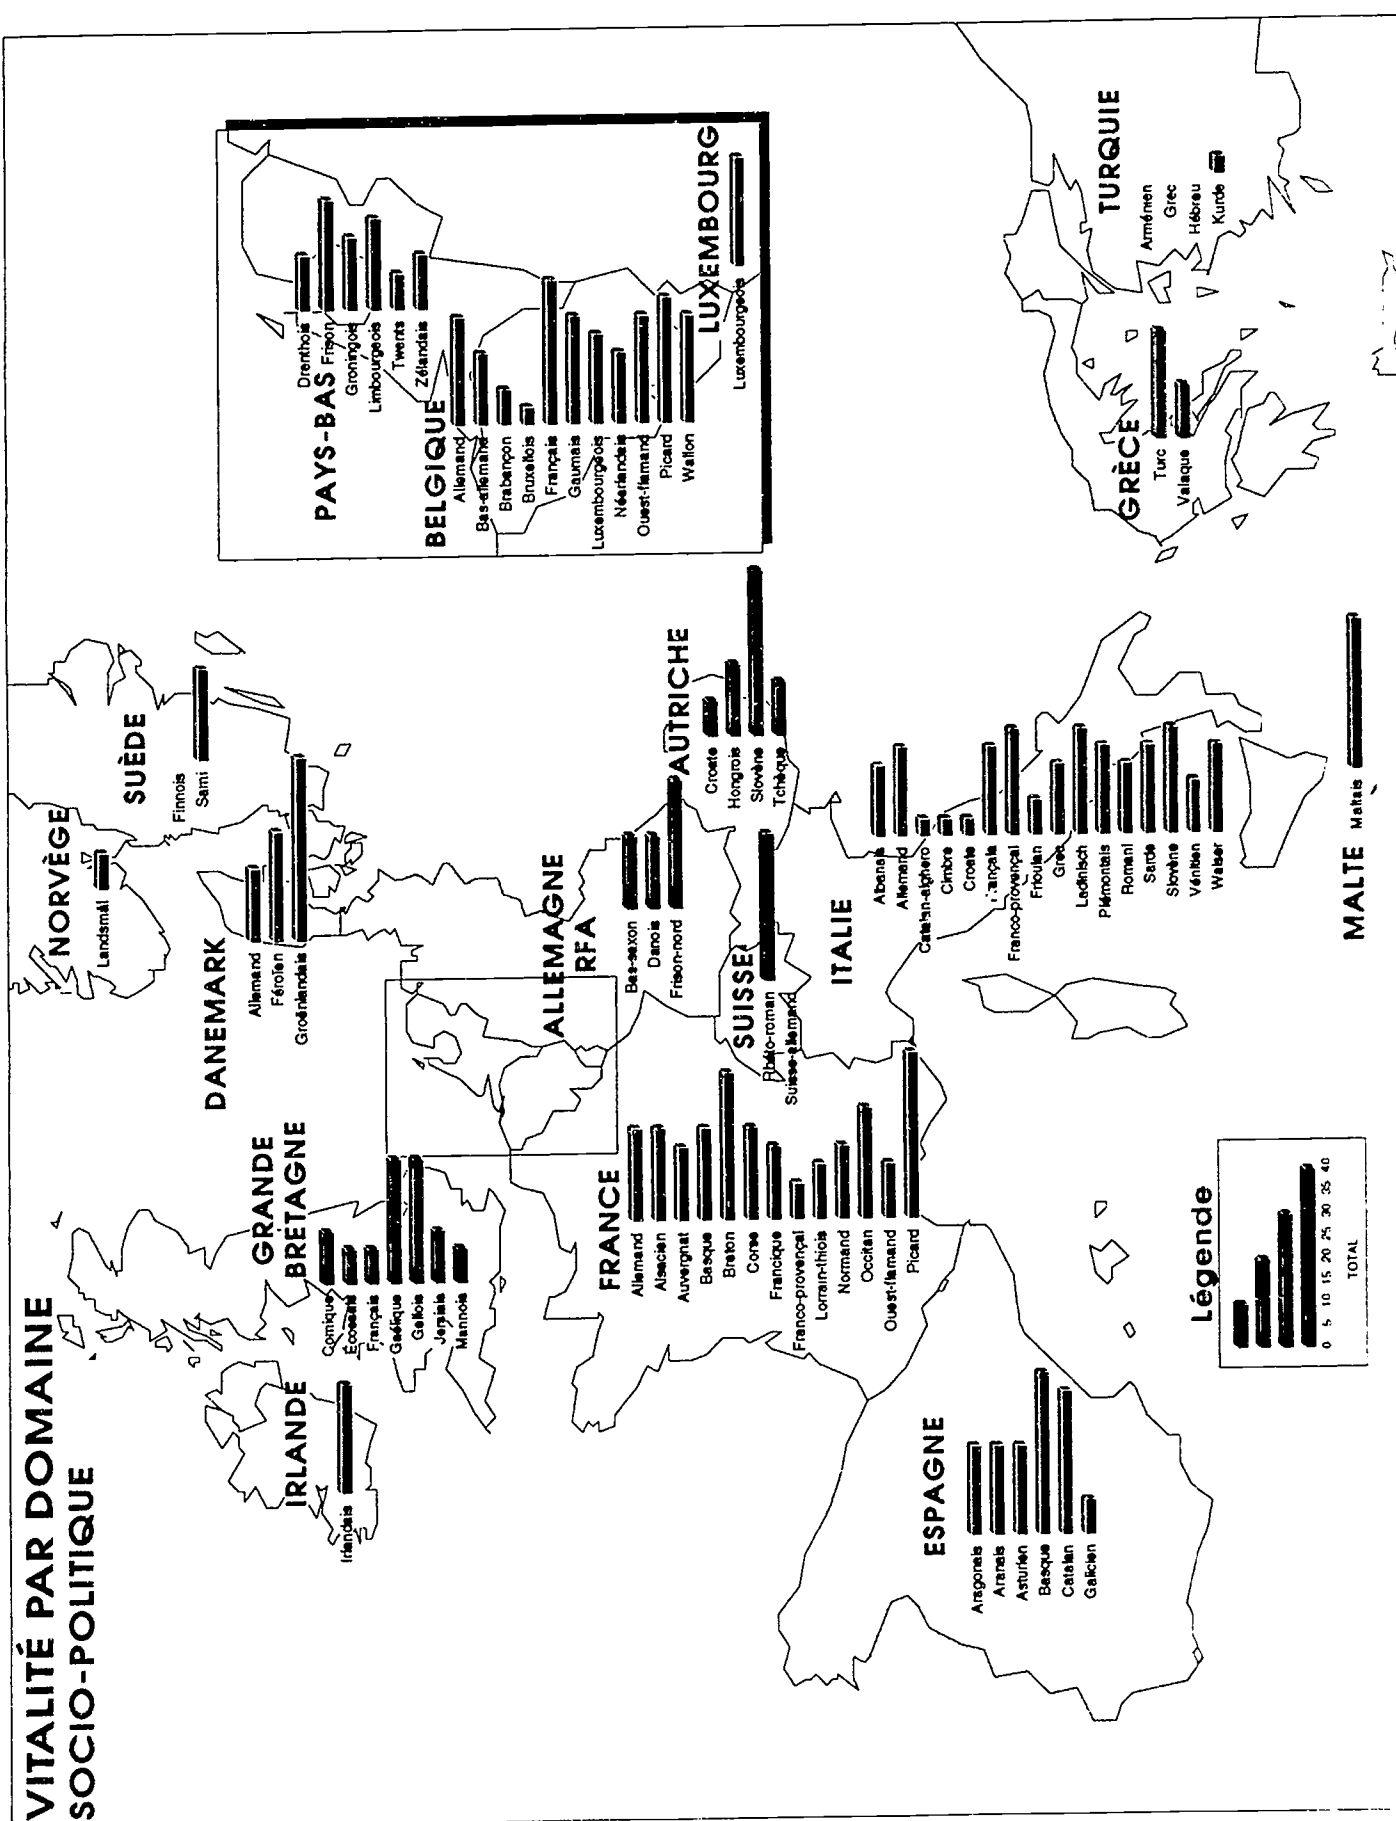 VITALITÉ PAR DOMAINE
SOCIO-POLITIQUE
NORVÈGE
Landsmål
SUÈDE
Finnois
Sami
DANEMARK
Allemand
Féroïen
Groënlandais
GRANDE
BRETAGNE
Cornique
Écossais
Français
Gaélique
Gallois
Jersiais
Mannois
IRLANDE
Irlandais
PAYS-BAS
Drenthois
Frison
Groningois
Limbourgeois
Twents
Zélandais
BELGIQUE
Allemand
Bas-allemand
Brabançon
Bruxellois
Français
Gaumais
Luxembourgeois
Néerlandais
Ouest-flamand
Picard
Wallon
LUXEMBOURG
Luxembourgeois
ALLEMAGNE
RFA
Bas-saxon
Danois
Frison-nord
AUTRICHE
Croate
Hongrois
Slovène
Tchèque
SUISSE
Rhéto-roman
Suisse-allemand
FRANCE
Allemand
Alsacien
Auvergnat
Basque
Breton
Corse
Francique
Franco-provençal
Lorrain-thiois
Normand
Occitan
Ouest-flamand
Picard
ITALIE
Albanais
Allemand
Catalan-alghero
Cimbre
Croate
Français
Franco-provençal
Frioulan
Grec
Ladinisch
Piémontais
Romani
Sarde
Slovène
Vénitien
Walser
ESPAGNE
Aragonais
Aranais
Asturien
Basque
Catalan
Galicien
GRÈCE
Turc
Valaque
TURQUIE
Arménien
Grec
Hébreu
Kurde
MALTE
Maltais
Légende
0 5 10 15 20 25 30 35 40
TOTAL